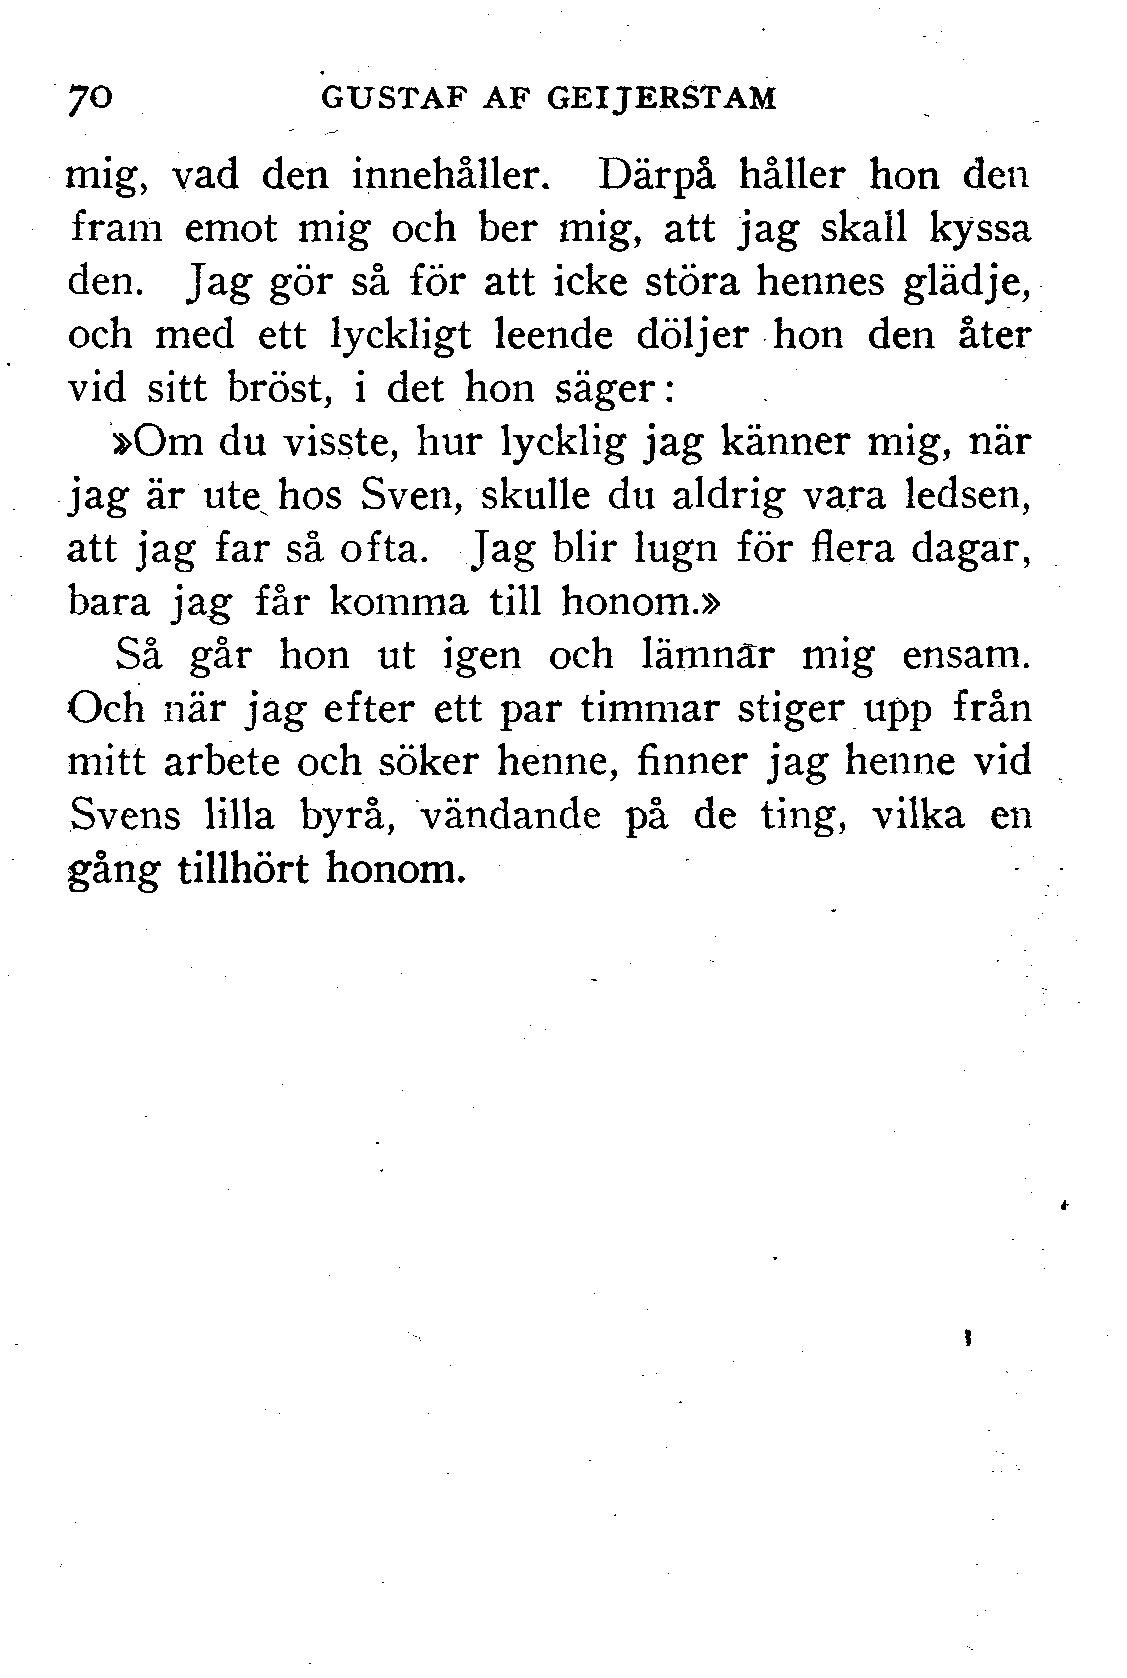 70 GUSTAF AF GEIJERSTAM
mig, vad den innehåller. Därpå håller hon den
fram emot mig och ber mig, att jag skall kyssa
den. Jag gör så för att icke störa hennes glädje,
och med ett lyckligt leende döljer hon den åter
vid sitt bröst, i det hon säger:
»Om du visste, hur lycklig jag känner mig, när
jag är ute hos Sven, skulle du aldrig vara ledsen,
att jag far så ofta. Jag blir lugn för flera dagar,
bara jag får komma till honom.»
Så går hon ut igen och lämnar mig ensam.
Och när jag efter ett par timmar stiger upp från
mitt arbete och söker henne, finner jag henne vid
Svens lilla byrå, vändande på de ting, vilka en
gång tillhört honom.